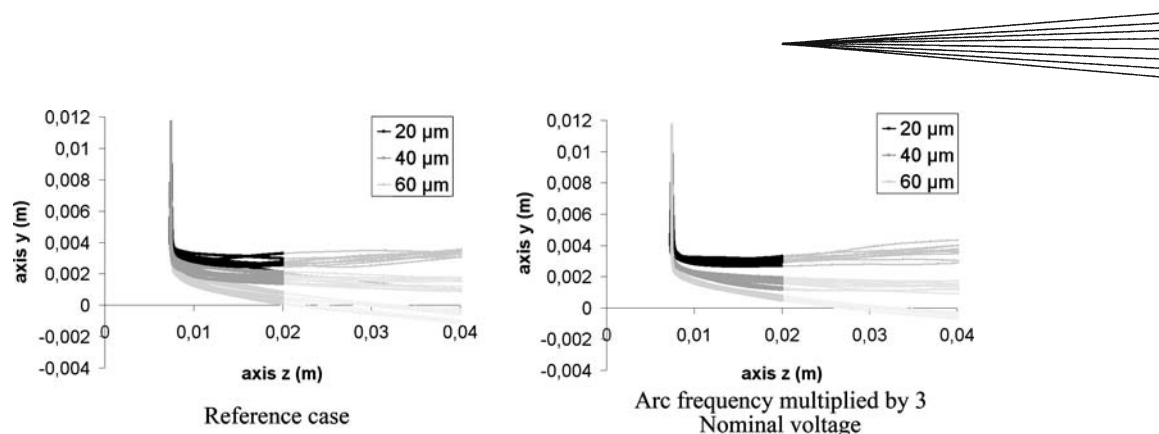 0,012
0,01
0,008
0,006
0,004
0,002
0
-0,002
-0,004
axis y (m)
0
0,01
0,02
0,03
0,04
axis z (m)
20 µm
40 µm
60 µm
Reference case
0,012
0,01
0,008
0,006
0,004
0,002
0
-0,002
-0,004
axis y (m)
0
0,01
0,02
0,03
0,04
axis z (m)
20 µm
40 µm
60 µm
Arc frequency multiplied by 3
Nominal voltage